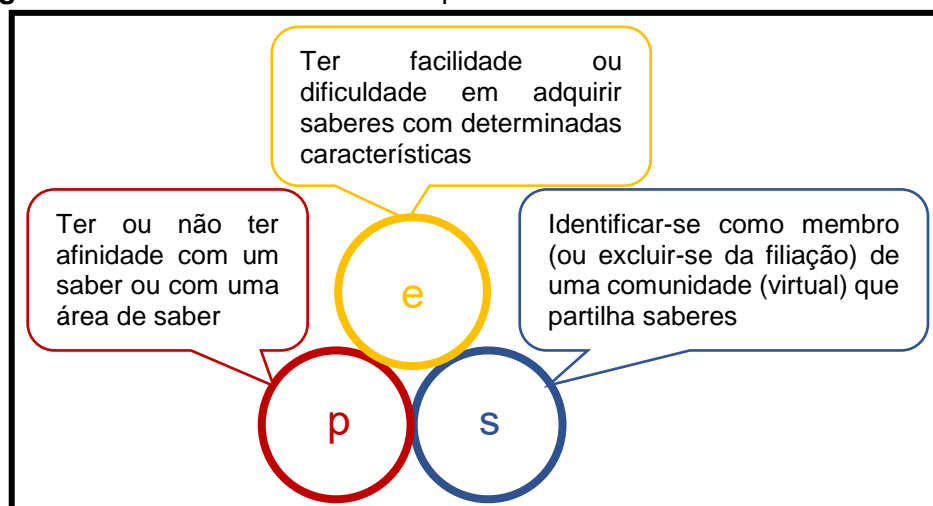 Ter facilidade ou
dificuldade em adquirir
saberes com determinadas
características
Ter ou não ter
afinidade com um
saber ou com uma
área de saber
Identificar-se como membro
(ou excluir-se da filiação) de
uma comunidade (virtual) que
partilha saberes
e
p
s